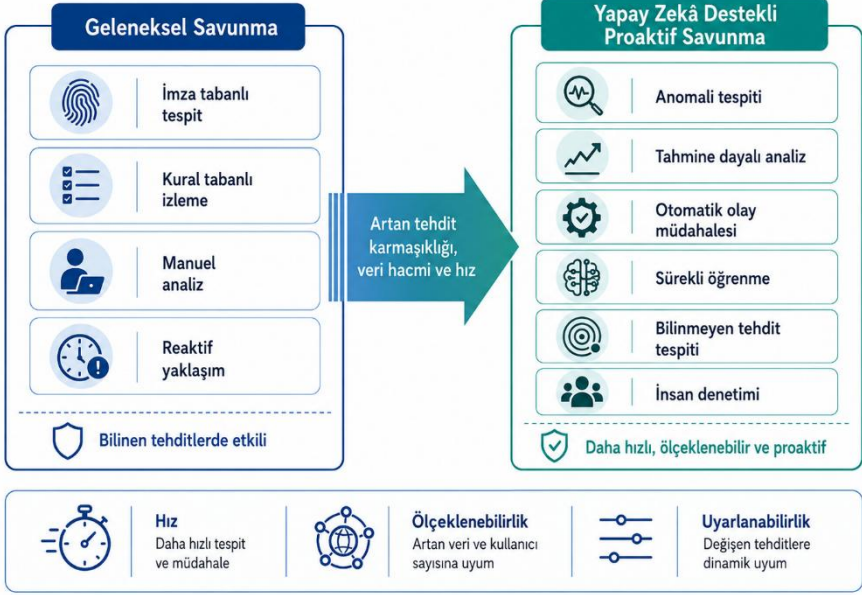 Geleneksel Savunma
İmza tabanlı
tespit
Kural tabanlı
izleme
Manuel
analiz
Reaktif
yaklaşım
Bilinen tehditlerde etkili
Artan tehdit
karmaşıklığı,
veri hacmi ve hız
Yapay Zekâ Destekli
Proaktif Savunma
Anomali tespiti
Tahmine dayalı analiz
Otomatik olay
müdahalesi
Sürekli öğrenme
Bilinmeyen tehdit
tespiti
İnsan denetimi
Daha hızlı, ölçeklenebilir ve proaktif
Hız
Daha hızlı tespit
ve müdahale
Ölçeklenebilirlik
Artan veri ve kullanıcı
sayısına uyum
Uyarlanabilirlik
Değişen tehditlere
dinamik uyum